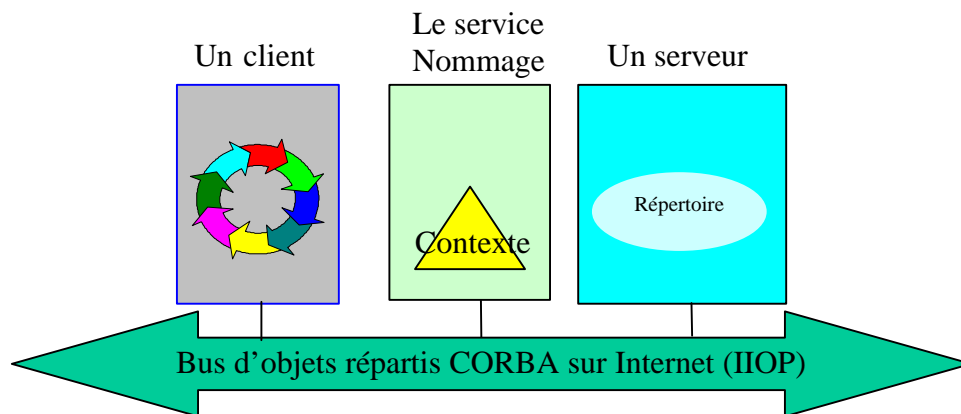 Un client
Le service
Nommage
Un serveur
Contexte
Répertoire
Bus d’objets répartis CORBA sur Internet (IIOP)